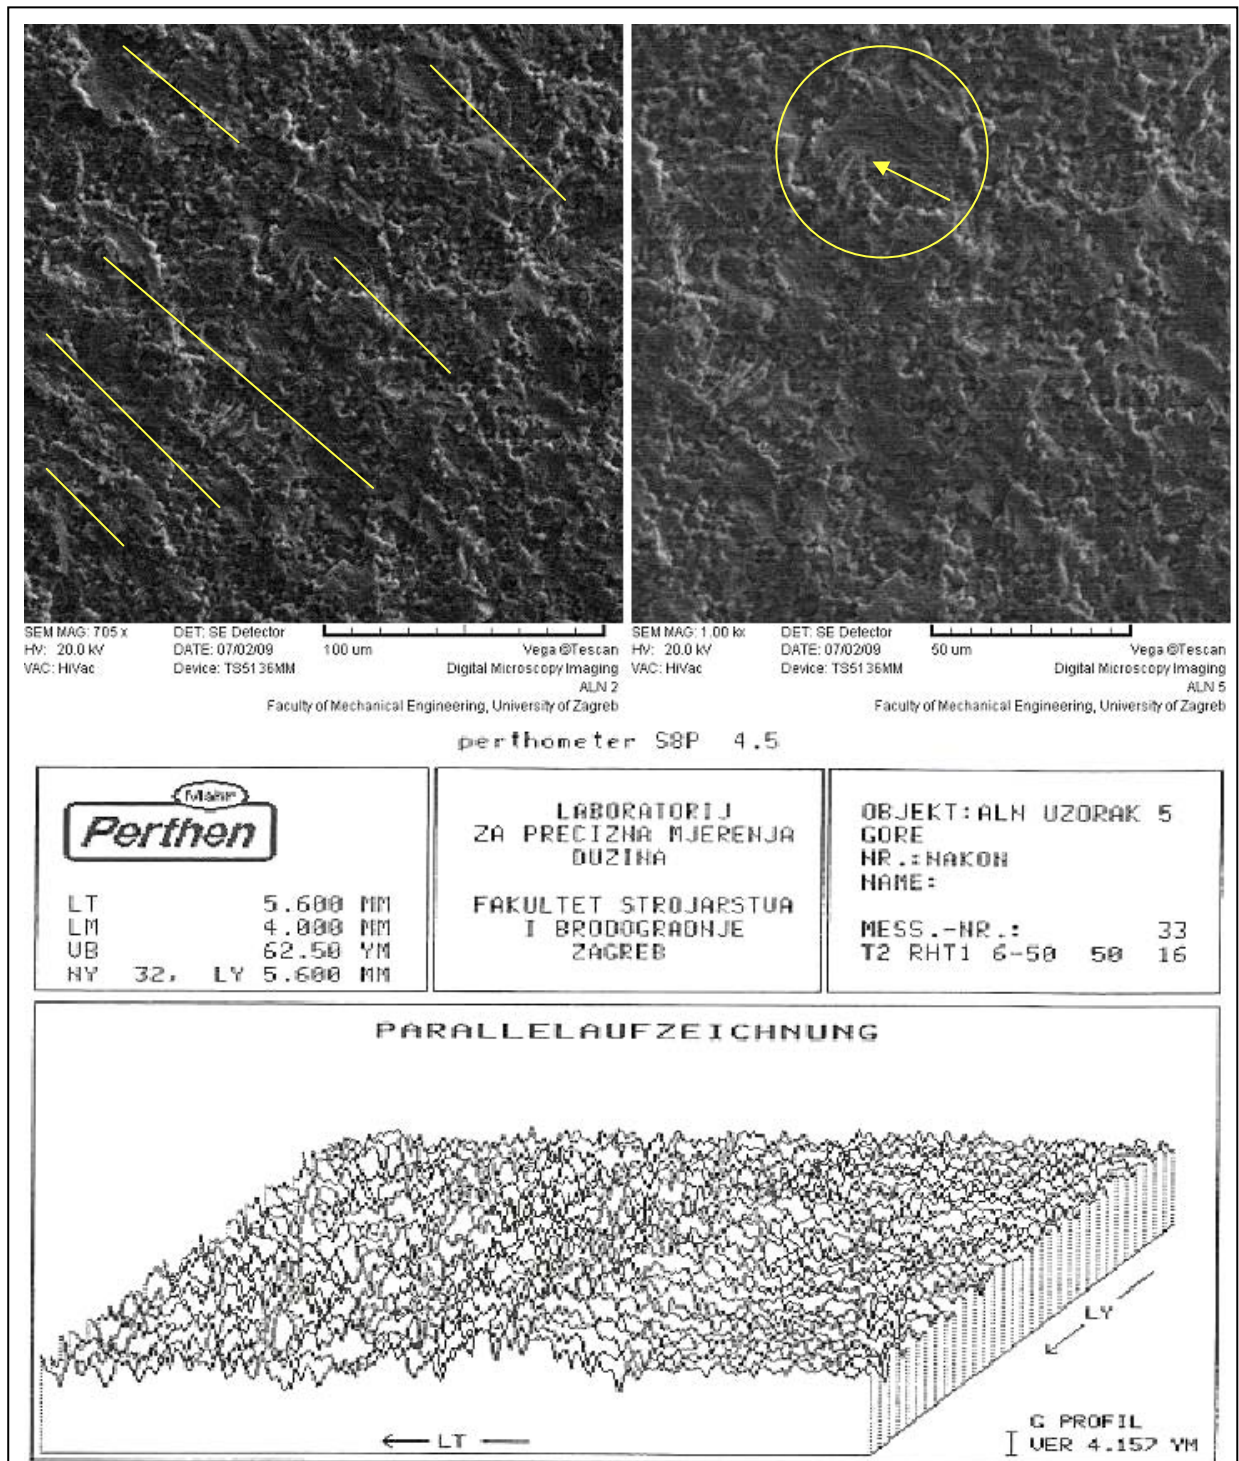 SEM MAG: 705 x DET: SE Detector
HV: 20.0 kV DATE: 07/02/09 100 um Vega ©Tescan
VAC: HiVac Device: TS5136MM Digital Microscopy Imaging
ALN 2
Faculty of Mechanical Engineering, University of Zagreb
SEM MAG: 1.00 kx DET: SE Detector
HV: 20.0 kV DATE: 07/02/09 50 um Vega ©Tescan
VAC: HiVac Device: TS5136MM Digital Microscopy Imaging
ALN 5
Faculty of Mechanical Engineering, University of Zagreb
perthometer S8P 4.5
Mahr
Perthen
LT 5.600 MM
LM 4.000 MM
VB 62.50 YM
NY 32, LY 5.600 MM
LABORATORIJ
ZA PRECIZNA MJERENJA
DUZINA
FAKULTET STROJARSTVA
I BRODOGRADNJE
ZAGREB
OBJEKT:ALN UZORAK 5
GORE
NR.:NAKON
NAME:
MESS.-NR.: 33
T2 RHT1 6-50 50 16
PARALLELAUFZEICHNUNG
LY
LT
G PROFIL
VER 4.157 YM